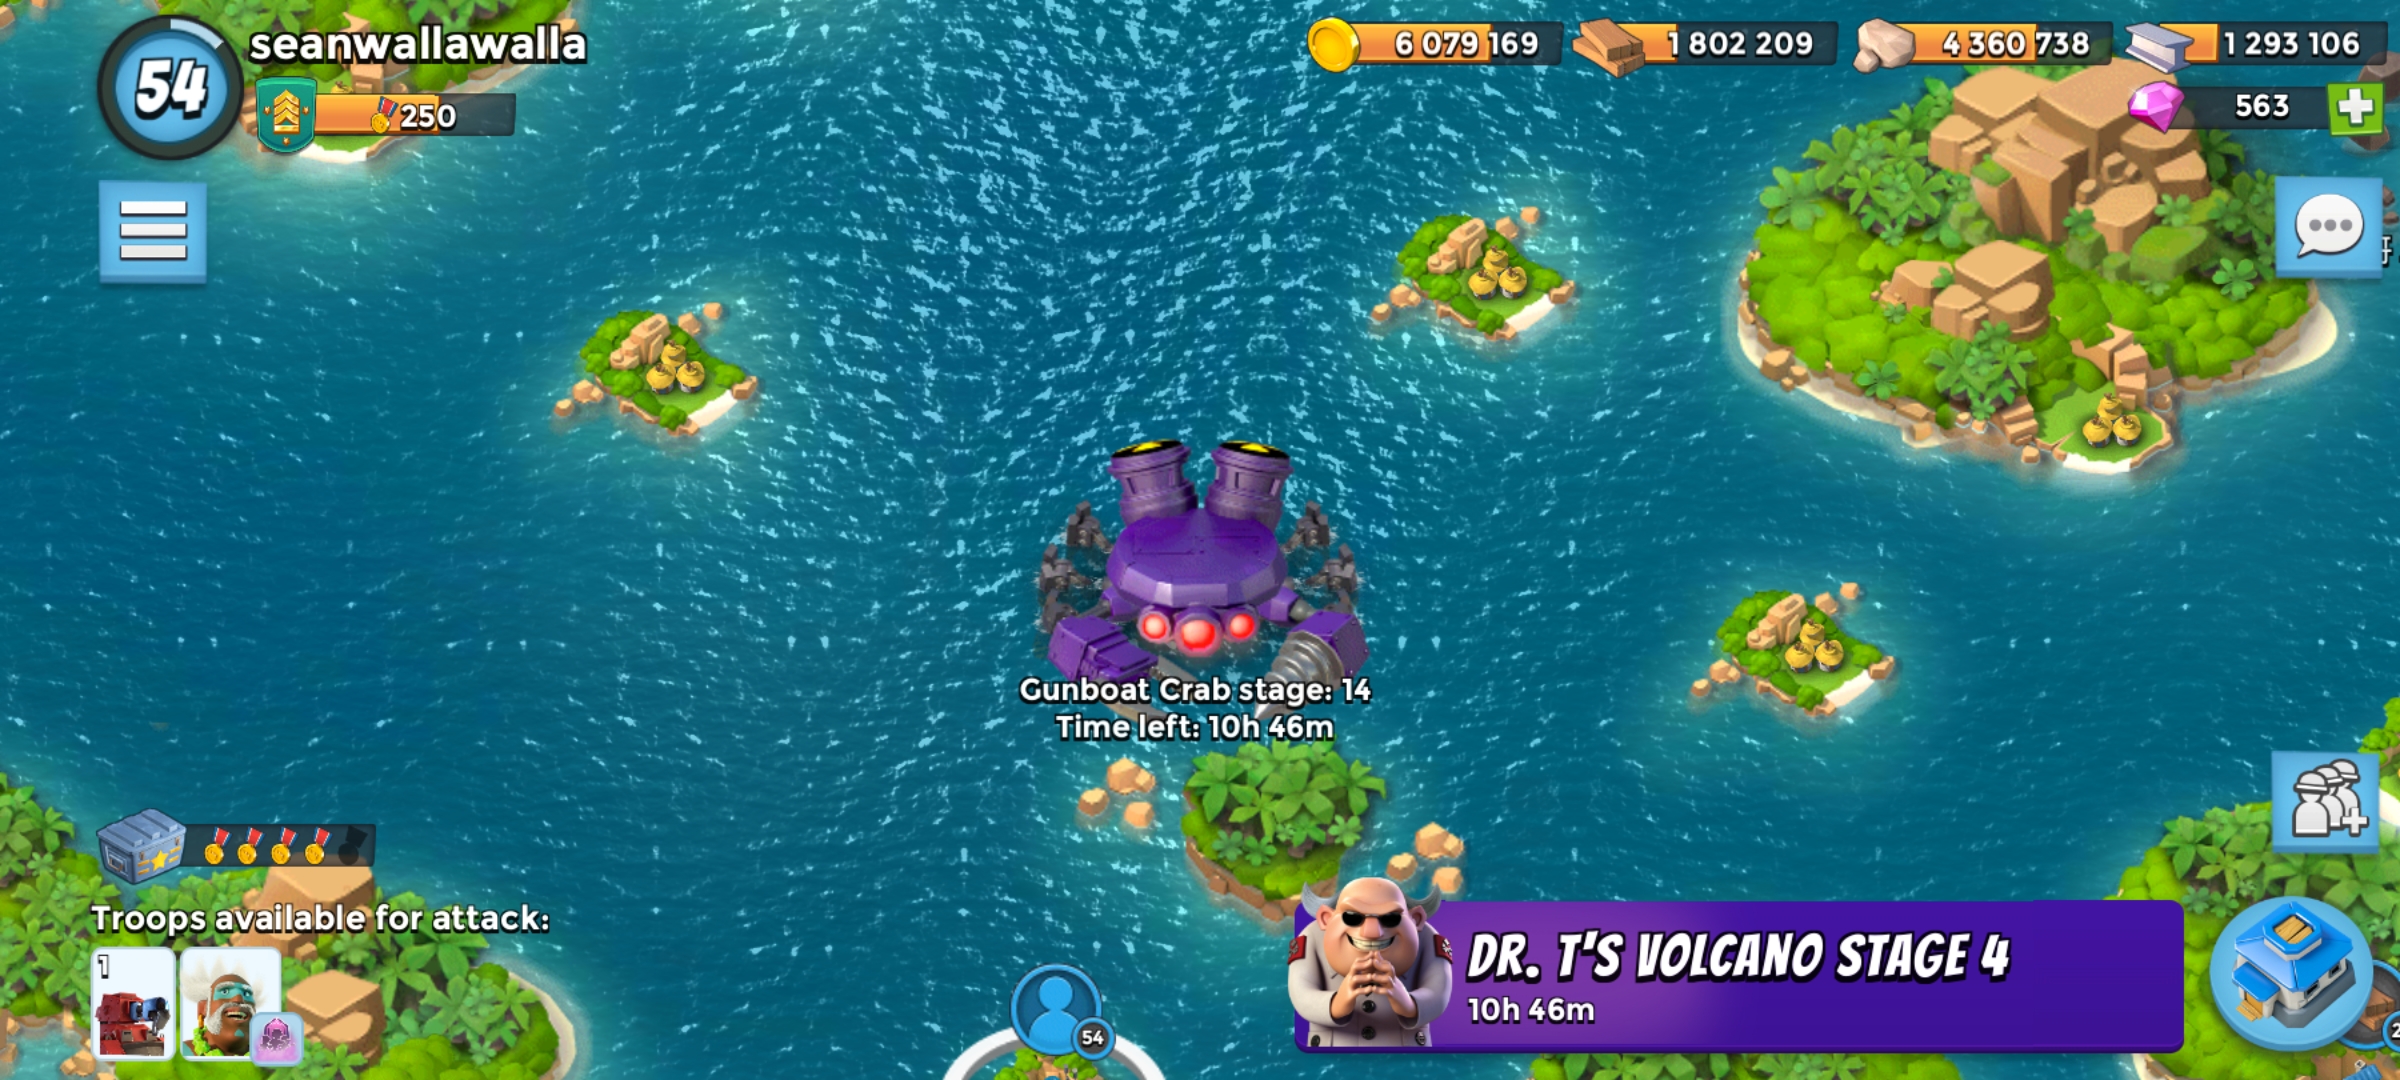 54
seanwallawalla
250
6 079 169
1 802 209
4 360 738
1 293 106
563
Gunboat Crab stage: 14
Time left: 10h 46m
Troops available for attack:
1
DR. T'S VOLCANO STAGE 4
10h 46m
54
2